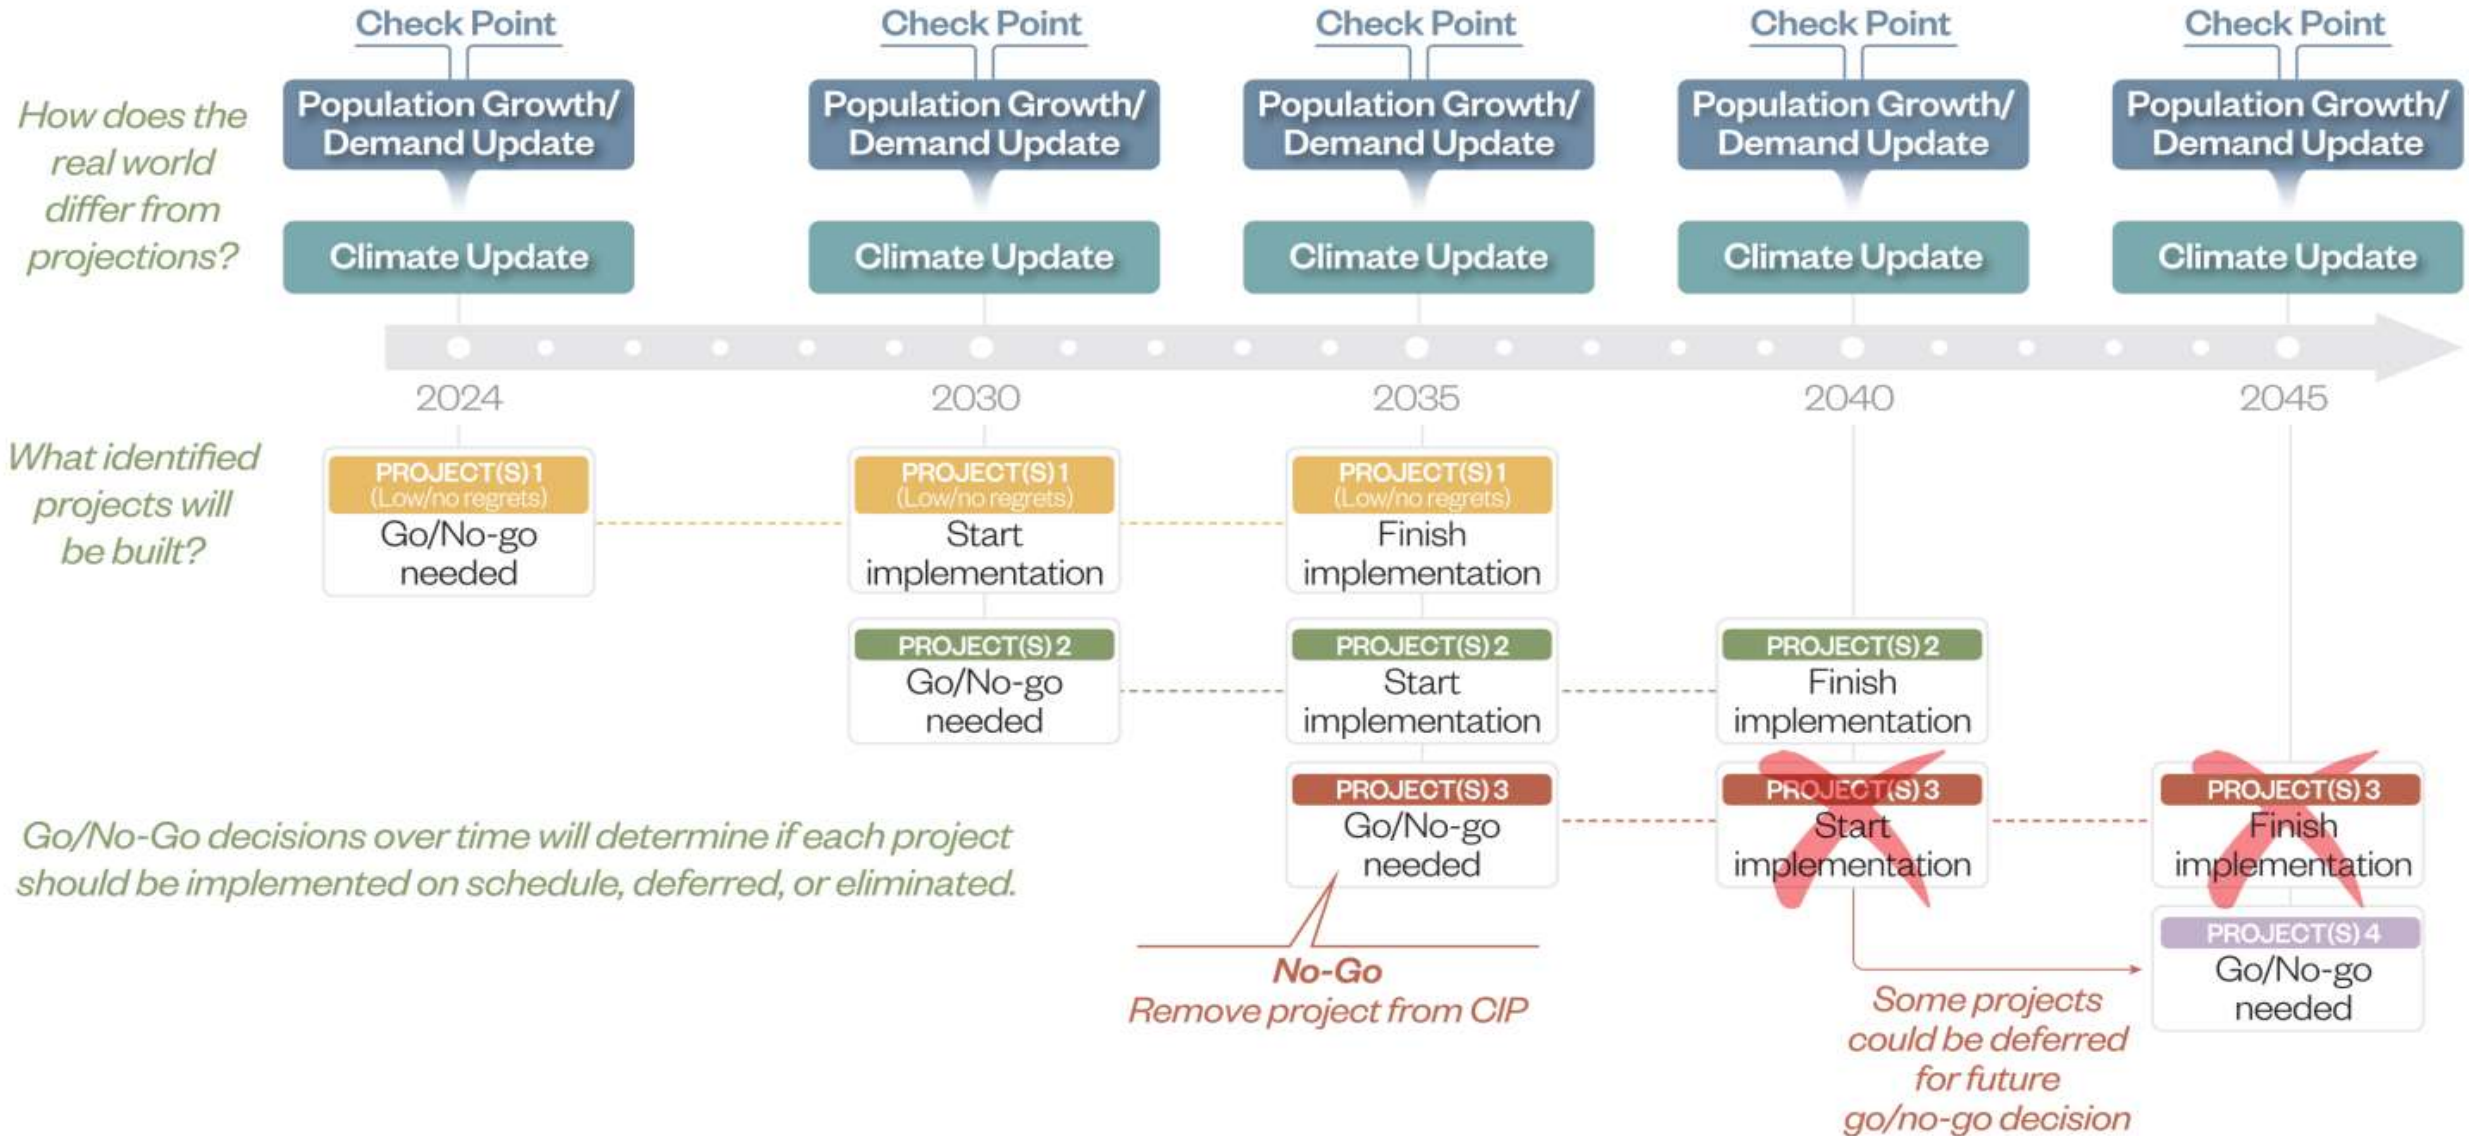 Check Point
Check Point
Check Point
Check Point
Check Point
How does the
real world
differ from
projections?
Population Growth/
Demand Update
Population Growth/
Demand Update
Population Growth/
Demand Update
Population Growth/
Demand Update
Population Growth/
Demand Update
Climate Update
Climate Update
Climate Update
Climate Update
Climate Update
2024
2030
2035
2040
2045
What identified
projects will
be built?
PROJECT(S) 1
(Low/no regrets)
Go/No-go
needed
PROJECT(S) 1
(Low/no regrets)
Start
implementation
PROJECT(S) 1
(Low/no regrets)
Finish
implementation
PROJECT(S) 2
Go/No-go
needed
PROJECT(S) 2
Start
implementation
PROJECT(S) 2
Finish
implementation
PROJECT(S) 3
Go/No-go
needed
PROJECT(S) 3
Start
implementation
PROJECT(S) 3
Finish
implementation
Go/No-Go decisions over time will determine if each project
should be implemented on schedule, deferred, or eliminated.
No-Go
Remove project from CIP
PROJECT(S) 4
Go/No-go
needed
Some projects
could be deferred
for future
go/no-go decision